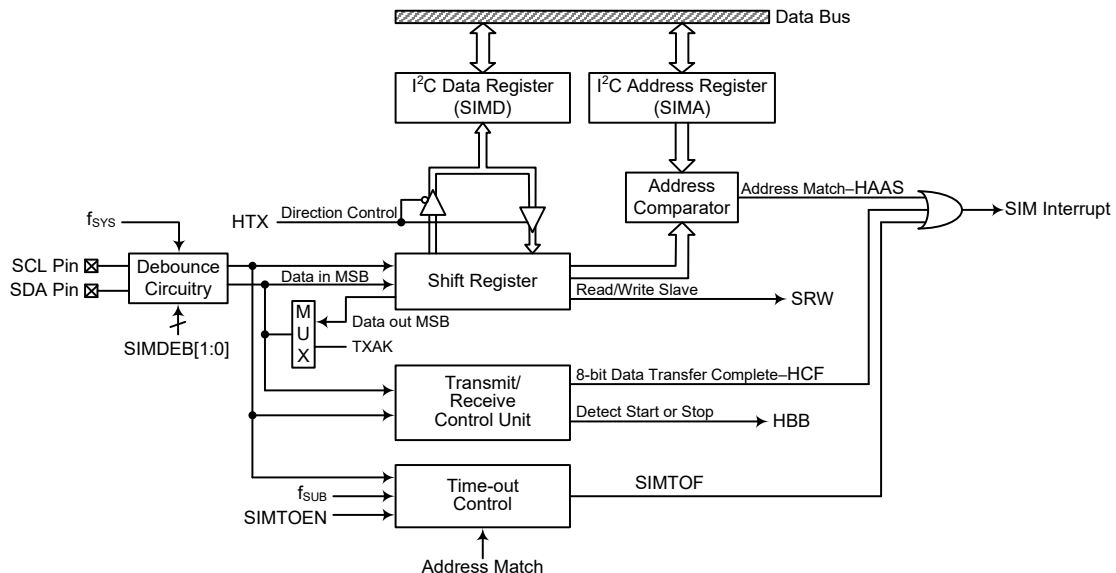 Data Bus
I²C Data Register
(SIMD)
I²C Address Register
(SIMA)
Address
Comparator
Address Match–HAAS
SIM Interrupt
HTX
Direction Control
fSYS
SCL Pin
SDA Pin
Debounce
Circuitry
Data in MSB
Shift Register
Read/Write Slave
SRW
SIMDEB[1:0]
M
U
X
Data out MSB
TXAK
Transmit/
Receive
Control Unit
8-bit Data Transfer Complete–HCF
Detect Start or Stop
HBB
fSUB
SIMTOEN
Time-out
Control
SIMTOF
Address Match